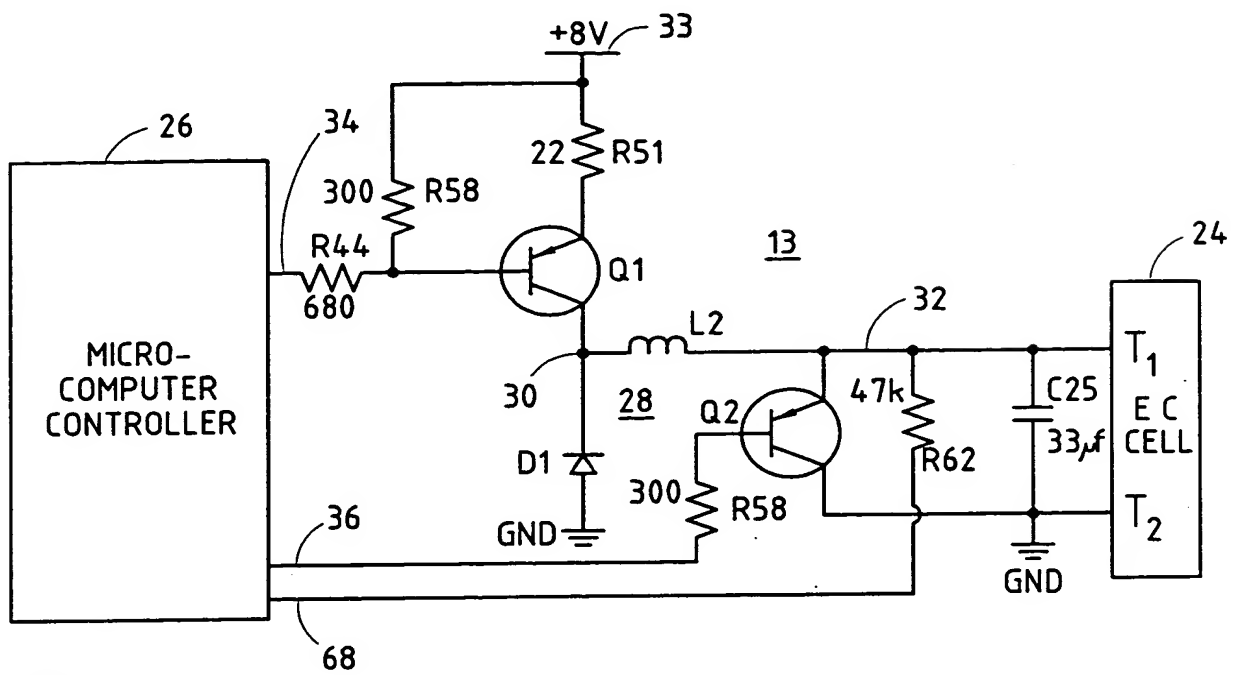 +8V
33
26
34
22
R51
300
R58
R44
680
Q1
13
24
MICRO-
COMPUTER
CONTROLLER
30
L2
32
28
Q2
47k
R62
C25
33µf
T1
E C
CELL
T2
D1
GND
300
R58
GND
36
68